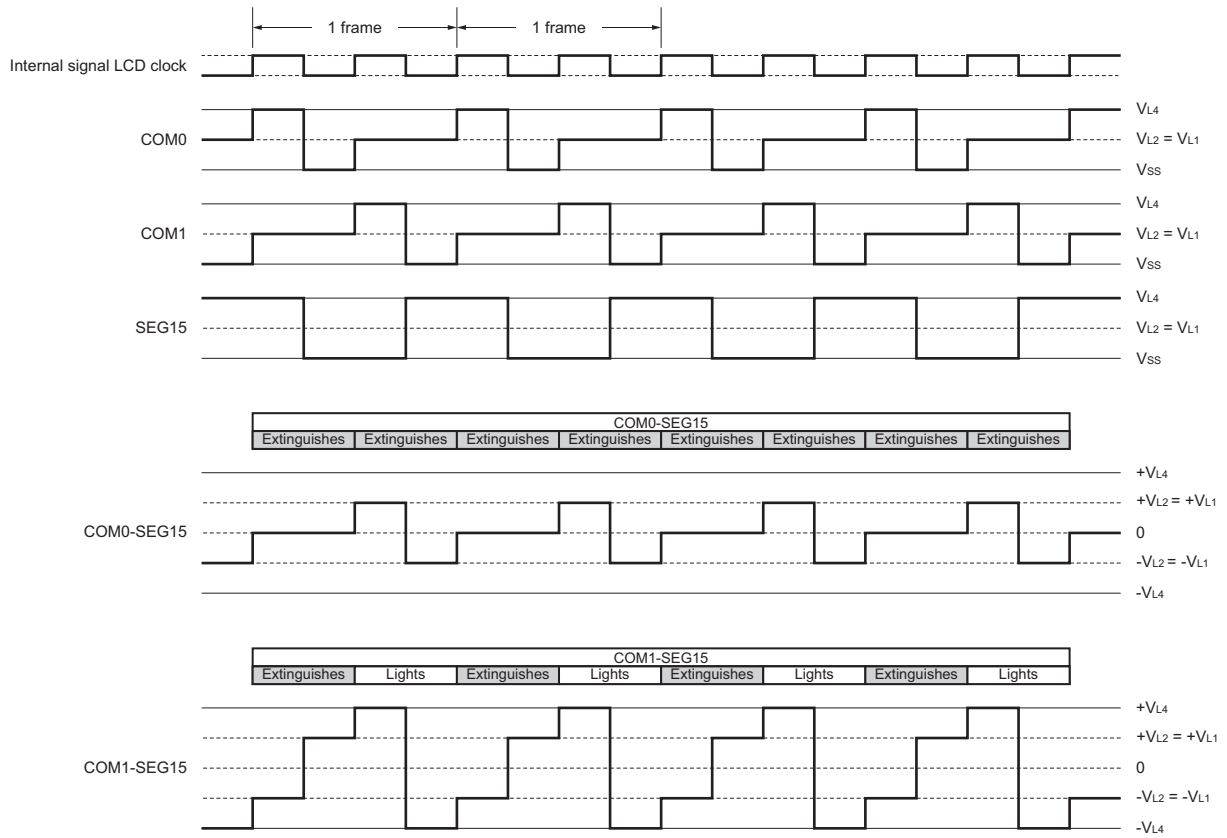 1 frame 1 frame
Internal signal LCD clock
VL4
COM0 VL2 = VL1
VSS
VL4
COM1 VL2 = VL1
VSS
VL4
SEG15 VL2 = VL1
VSS
COM0-SEG15
Extinguishes Extinguishes Extinguishes Extinguishes Extinguishes Extinguishes Extinguishes Extinguishes
+VL4
+VL2 = +VL1
COM0-SEG15 0
-VL2 = -VL1
-VL4
COM1-SEG15
Extinguishes Lights Extinguishes Lights Extinguishes Lights Extinguishes Lights
+VL4
+VL2 = +VL1
COM1-SEG15 0
-VL2 = -VL1
-VL4